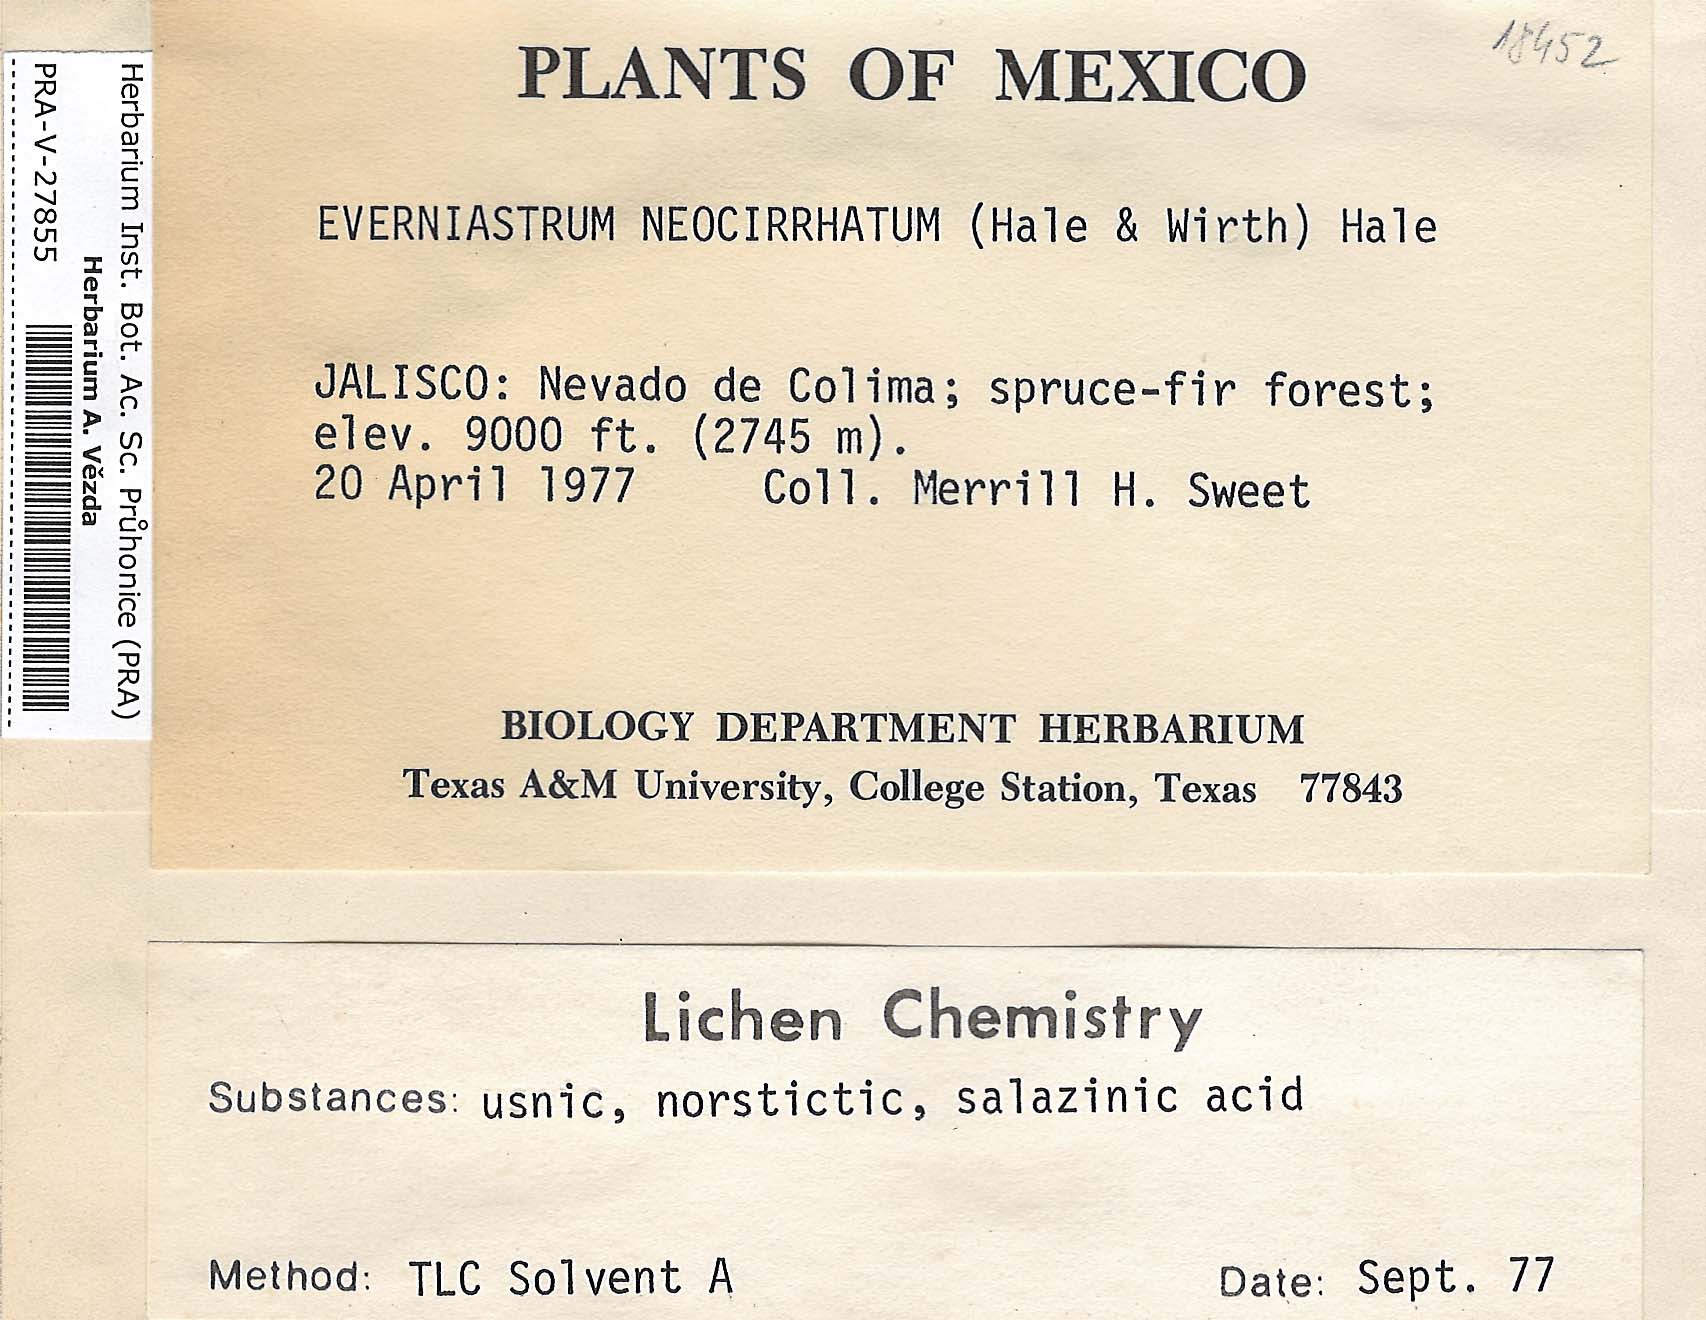 18452
PLANTS OF MEXICO
EVERNIASTRUM NEOCIRRHATUM (Hale & Wirth) Hale
JALISCO: Nevado de Colima; spruce-fir forest;
elev. 9000 ft. (2745 m).
20 April 1977 Coll. Merrill H. Sweet
BIOLOGY DEPARTMENT HERBARIUM
Texas A&M University, College Station, Texas 77843
Herbarium Inst. Bot. Ac. Sc. Průhonice (PRA)
Herbarium A. Vězda
PRA-V-27855
Lichen Chemistry
Substances: usnic, norstictic, salazinic acid
Method: TLC Solvent A Date: Sept. 77